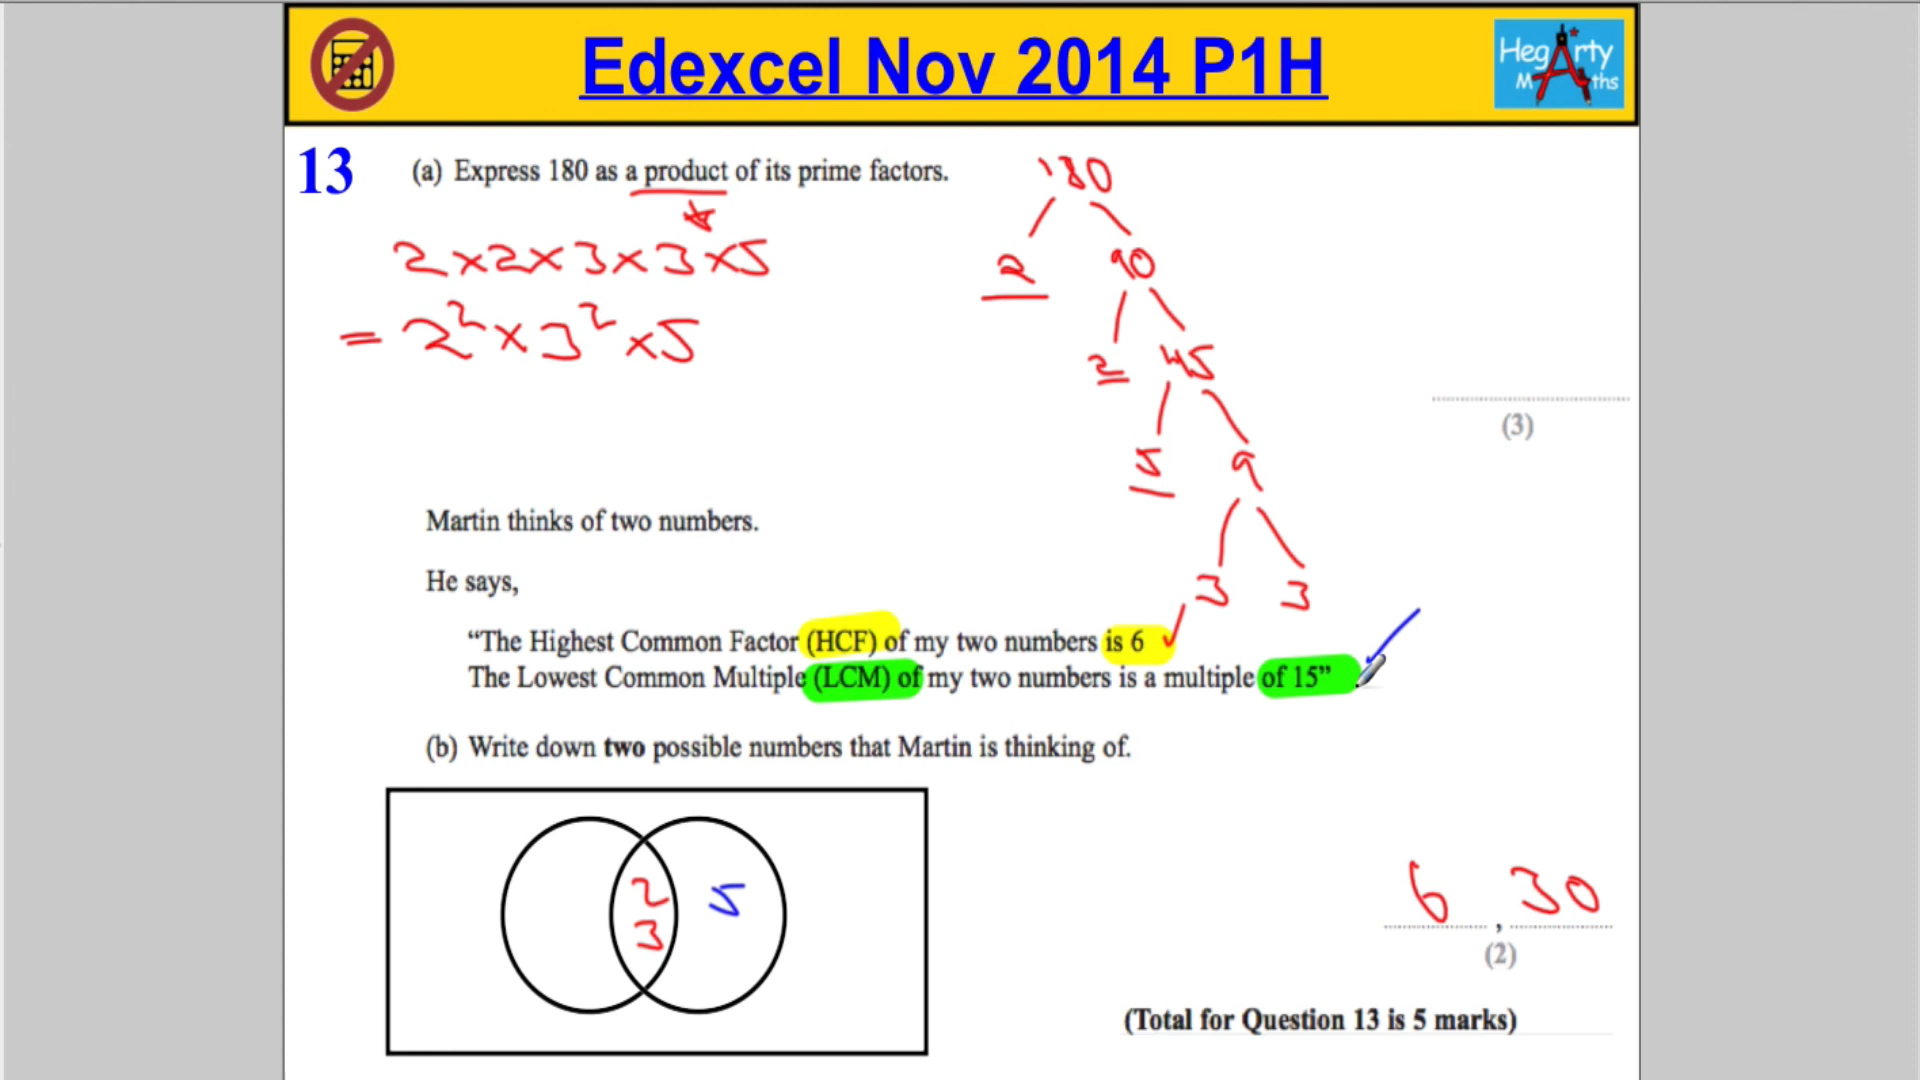 Edexcel Nov 2014 P1H
HegArty
Maths
13
(a) Express 180 as a product of its prime factors.
2 × 2 × 3 × 3 × 5
= 2² × 3² × 5
180
2 90
2 45
5 9
3 3
(3)
Martin thinks of two numbers.
He says,
“The Highest Common Factor (HCF) of my two numbers is 6
The Lowest Common Multiple (LCM) of my two numbers is a multiple of 15”
(b) Write down two possible numbers that Martin is thinking of.
2 5
3
6 , 30
(2)
(Total for Question 13 is 5 marks)